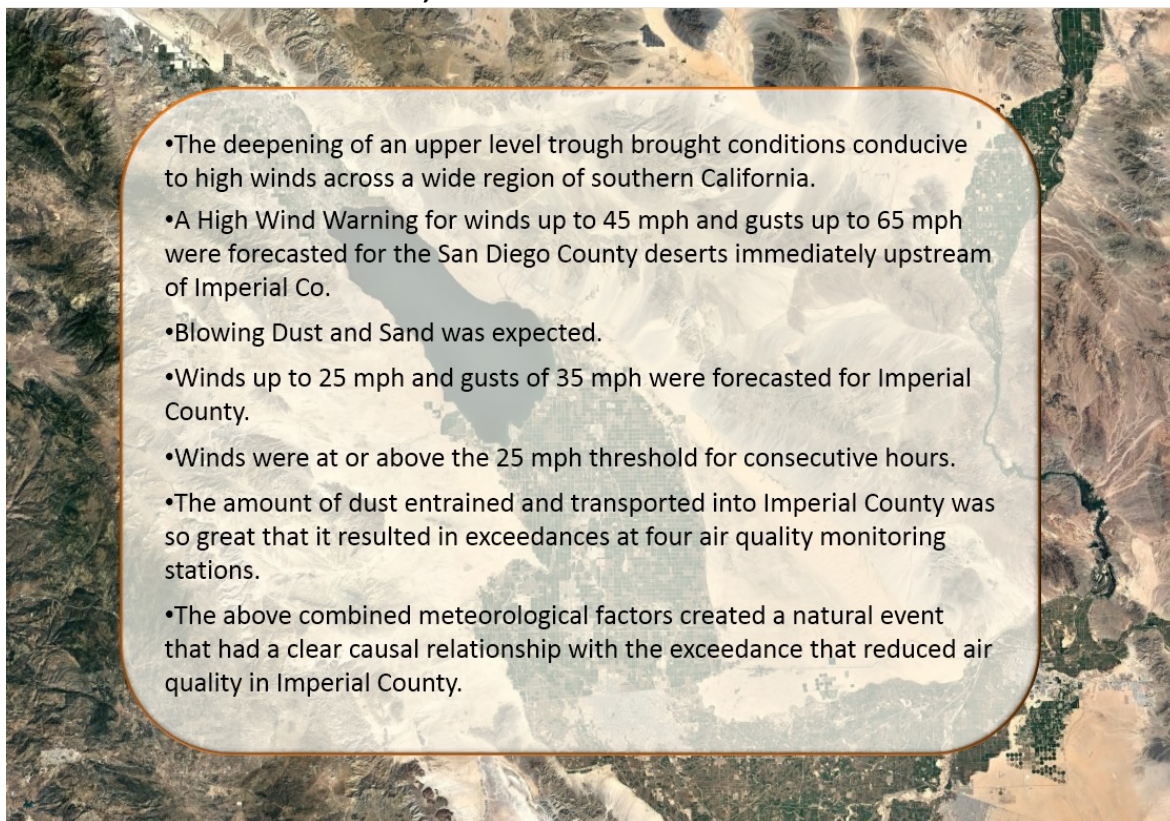 •The deepening of an upper level trough brought conditions conducive
to high winds across a wide region of southern California.
•A High Wind Warning for winds up to 45 mph and gusts up to 65 mph
were forecasted for the San Diego County deserts immediately upstream
of Imperial Co.
•Blowing Dust and Sand was expected.
•Winds up to 25 mph and gusts of 35 mph were forecasted for Imperial
County.
•Winds were at or above the 25 mph threshold for consecutive hours.
•The amount of dust entrained and transported into Imperial County was
so great that it resulted in exceedances at four air quality monitoring
stations.
•The above combined meteorological factors created a natural event
that had a clear causal relationship with the exceedance that reduced air
quality in Imperial County.